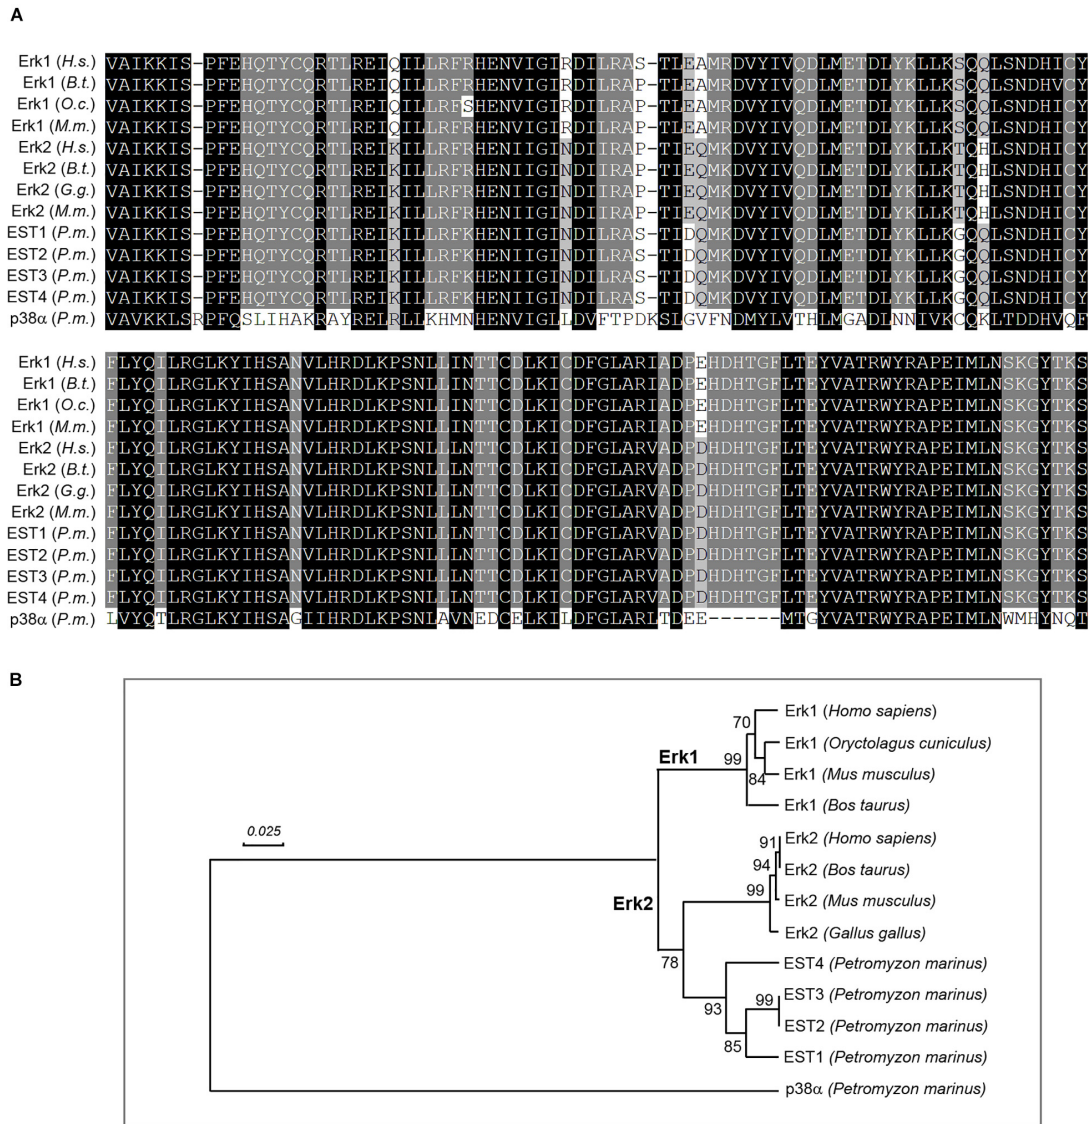 A
Erk1 (H.s.) VAIKKIS-PFEHQTYCQRTLREIQILLRFRHENVIGIRDILRAS-TLEAMRDVYIVQDLMETDLYKLLKSQQLSNDHICY
Erk1 (B.t.) VAIKKIS-PFEHQTYCQRTLREIQILLRFRHENVIGIRDILRAP-TLEAMRDVYIVQDLMETDLYKLLKSQQLSNDHVCY
Erk1 (O.c.) VAIKKIS-PFEHQTYCQRTLREIQILLRFSHENVIGIRDILRAP-TLEAMRDVYIVQDLMETDLYKLLKSQQLSNDHICY
Erk1 (M.m.) VAIKKIS-PFEHQTYCQRTLREIQILLRFRHENVIGIRDILRAP-TLEAMRDVYIVQDLMETDLYKLLKSQQLSNDHICY
Erk2 (H.s.) VAIKKIS-PFEHQTYCQRTLREIKILLRFRHENIIGINDIIRAP-TIEQMKDVYIVQDLMETDLYKLLKTQHLSNDHICY
Erk2 (B.t.) VAIKKIS-PFEHQTYCQRTLREIKILLRFRHENIIGINDIIRAP-TIEQMKDVYIVQDLMETDLYKLLKTQHLSNDHICY
Erk2 (G.g.) VAIKKIS-PFEHQTYCQRTLREIKILLRFRHENIIGINDIIRAP-TIEQMKDVYIVQDLMETDLYKLLKTQHLSNDHICY
Erk2 (M.m.) VAIKKIS-PFEHQTYCQRTLREIKILLRFRHENIIGINDIIRAP-TIEQMKDVYIVQDLMETDLYKLLKTQHLSNDHICY
EST1 (P.m.) VAIKKIS-PFEHQTYCQRTLREIKILLRFKHENIIGINDILRAS-TIDQMKDVYIVQDLMETDLYKLLKGQQLSNDHICY
EST2 (P.m.) VAIKKIS-PFEHQTYCQRTLREIKILLRFKHENIIGINDILRAS-TIDQMKDVYIVQDLMETDLYKLLKGQQLSNDHICY
EST3 (P.m.) VAIKKIS-PFEHQTYCQRTLREIKILLRFKHENIIGINDILRAS-TIDQMKDVYIVQDLMETDLYKLLKGQQLSNDHICY
EST4 (P.m.) VAIKKIS-PFEHQTYCQRTLREIKILLRFKHENIIGINDILRAS-TIDQMKDVYIVQDLMETDLYKLLKGQQLSNDHICY
p38α (P.m.) VAVKKLSRPFQSLIHAKRAYRELRLLKHMNHENVIGLLDVFTPDKSLGVFNDMYLVTHLMGADLNNIVKCQKLTDDHVQF
Erk1 (H.s.) FLYQILRGLKYIHSANVLHRDLKPSNLLINTTCDLKICDFGLARIADPEHDHTGFLTEYVATRWYRAPEIMLNSKGYTKS
Erk1 (B.t.) FLYQILRGLKYIHSANVLHRDLKPSNLLINTTCDLKICDFGLARIADPEHDHTGFLTEYVATRWYRAPEIMLNSKGYTKS
Erk1 (O.c.) FLYQILRGLKYIHSANVLHRDLKPSNLLINTTCDLKICDFGLARIADPEHDHTGFLTEYVATRWYRAPEIMLNSKGYTKS
Erk1 (M.m.) FLYQILRGLKYIHSANVLHRDLKPSNLLINTTCDLKICDFGLARIADPEHDHTGFLTEYVATRWYRAPEIMLNSKGYTKS
Erk2 (H.s.) FLYQILRGLKYIHSANVLHRDLKPSNLLLNTTCDLKICDFGLARVADPDHDHTGFLTEYVATRWYRAPEIMLNSKGYTKS
Erk2 (B.t.) FLYQILRGLKYIHSANVLHRDLKPSNLLLNTTCDLKICDFGLARVADPDHDHTGFLTEYVATRWYRAPEIMLNSKGYTKS
Erk2 (G.g.) FLYQILRGLKYIHSANVLHRDLKPSNLLLNTTCDLKICDFGLARVADPDHDHTGFLTEYVATRWYRAPEIMLNSKGYTKS
Erk2 (M.m.) FLYQILRGLKYIHSANVLHRDLKPSNLLLNTTCDLKICDFGLARVADPDHDHTGFLTEYVATRWYRAPEIMLNSKGYTKS
EST1 (P.m.) FLYQILRGLKYIHSANVLHRDLKPSNLLLNTTCDLKICDFGLARVADPDHDHTGFLTEYVATRWYRAPEIMLNSKGYTKS
EST2 (P.m.) FLYQILRGLKYIHSANVLHRDLKPSNLLLNTTCDLKICDFGLARVADPDHDHTGFLTEYVATRWYRAPEIMLNSKGYTKS
EST3 (P.m.) FLYQILRGLKYIHSANVLHRDLKPSNLLLNTTCDLKICDFGLARVADPDHDHTGFLTEYVATRWYRAPEIMLNSKGYTKS
EST4 (P.m.) FLYQILRGLKYIHSANVLHRDLKPSNLLLNTTCDLKICDFGLARVADPDHDHTGFLTEYVATRWYRAPEIMLNSKGYTKS
p38α (P.m.) LVYQTLRGLKYIHSAGIIHRDLKPSNLAVNEDCELKILDFGLARLTDEE------MTGYVATRWYRAPEIMLNWMHYNQT
B
0.025
Erk1
Erk2
70
99
84
91
94
99
78
93
99
85
Erk1 (Homo sapiens)
Erk1 (Oryctolagus cuniculus)
Erk1 (Mus musculus)
Erk1 (Bos taurus)
Erk2 (Homo sapiens)
Erk2 (Bos taurus)
Erk2 (Mus musculus)
Erk2 (Gallus gallus)
EST4 (Petromyzon marinus)
EST3 (Petromyzon marinus)
EST2 (Petromyzon marinus)
EST1 (Petromyzon marinus)
p38α (Petromyzon marinus)